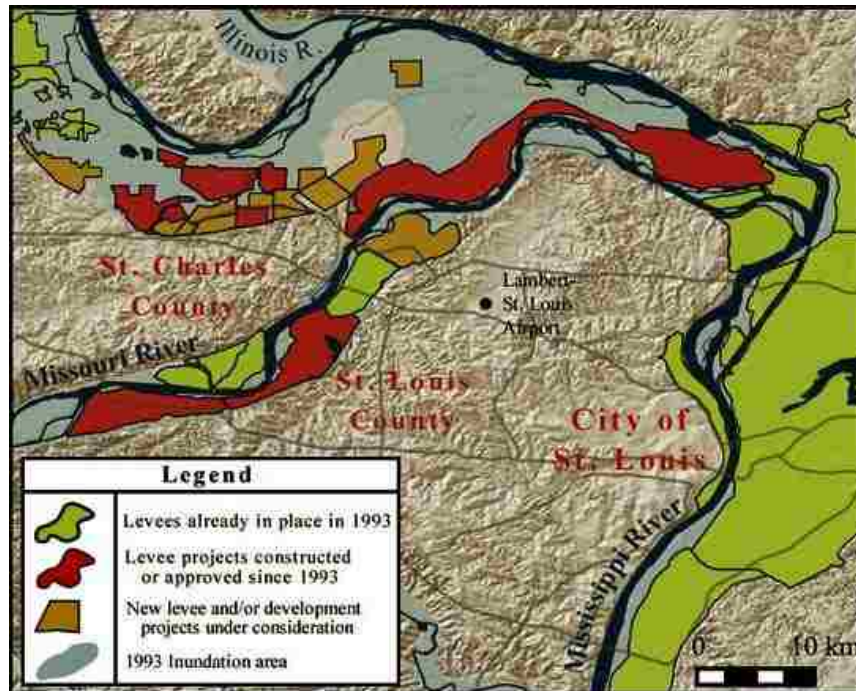 Illinois R.
St. Charles
County
Lambert-
St. Louis
Airport
Missouri River
St. Louis
County
City of
St. Louis
Mississippi River
0 10 km
Legend
Levees already in place in 1993
Levee projects constructed
or approved since 1993
New levee and/or development
projects under consideration
1993 Inundation area